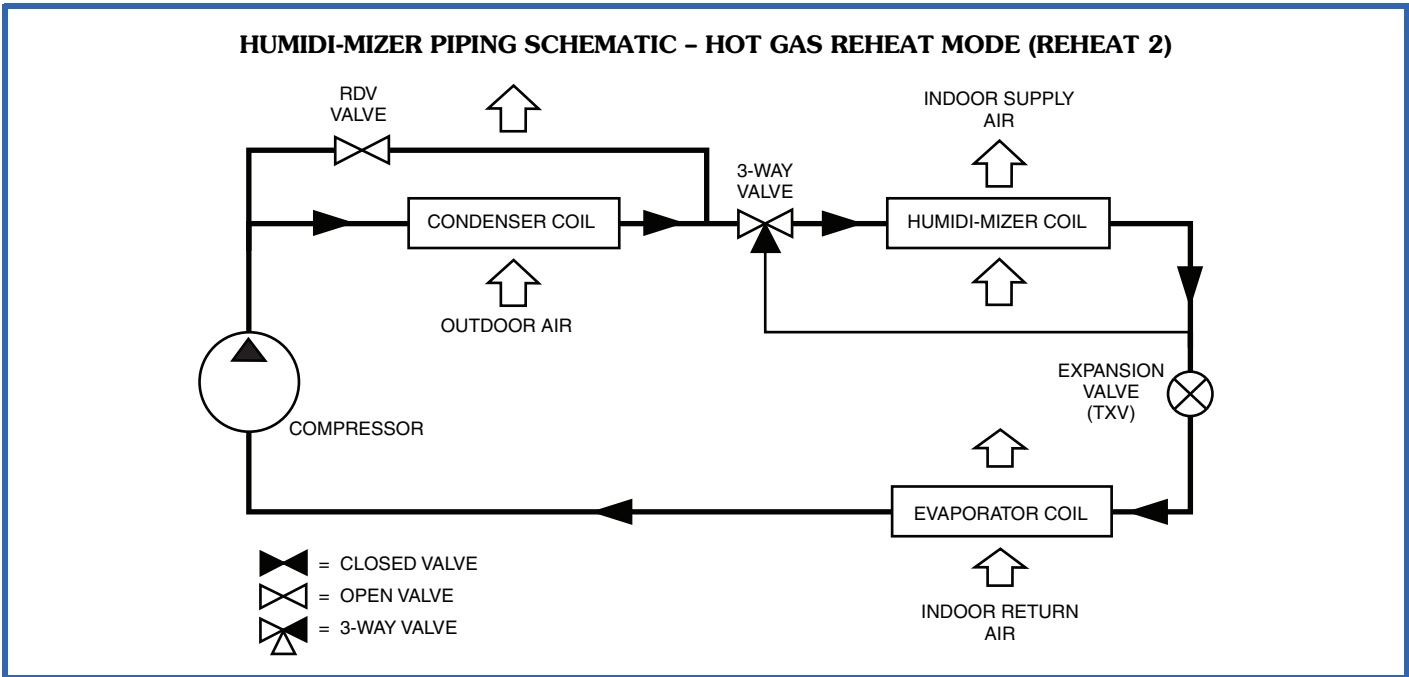 HUMIDI-MIZER PIPING SCHEMATIC – HOT GAS REHEAT MODE (REHEAT 2)
RDV
VALVE
INDOOR SUPPLY
AIR
3-WAY
VALVE
CONDENSER COIL
HUMIDI-MIZER COIL
OUTDOOR AIR
EXPANSION
VALVE
(TXV)
COMPRESSOR
EVAPORATOR COIL
= CLOSED VALVE
= OPEN VALVE
= 3-WAY VALVE
INDOOR RETURN
AIR